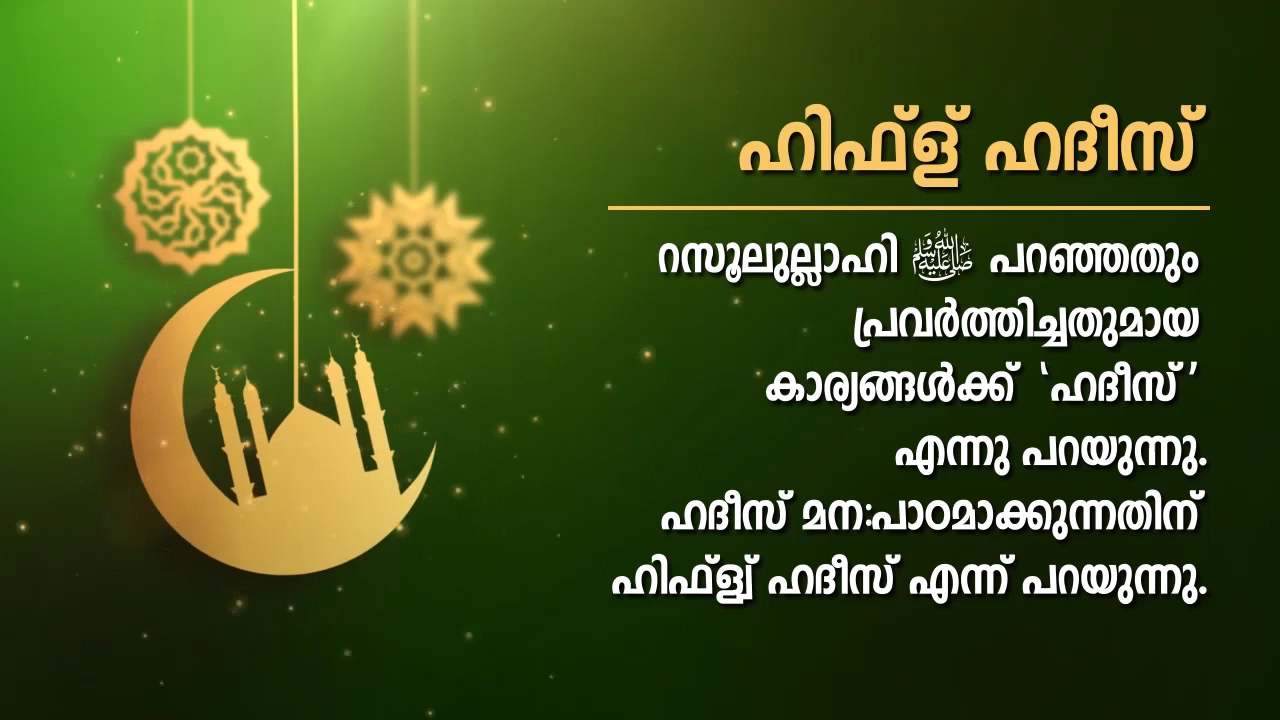 ഹിഫ്ള് ഹദീസ്
റസൂലുല്ലാഹി ﷺ പറഞ്ഞതും
പ്രവർത്തിച്ചതുമായ
കാര്യങ്ങൾക്ക് ‘ഹദീസ്’
എന്നു പറയുന്നു.
ഹദീസ് മന:പാഠമാക്കുന്നതിന്
ഹിഫ്ള്വ് ഹദീസ് എന്ന് പറയുന്നു.